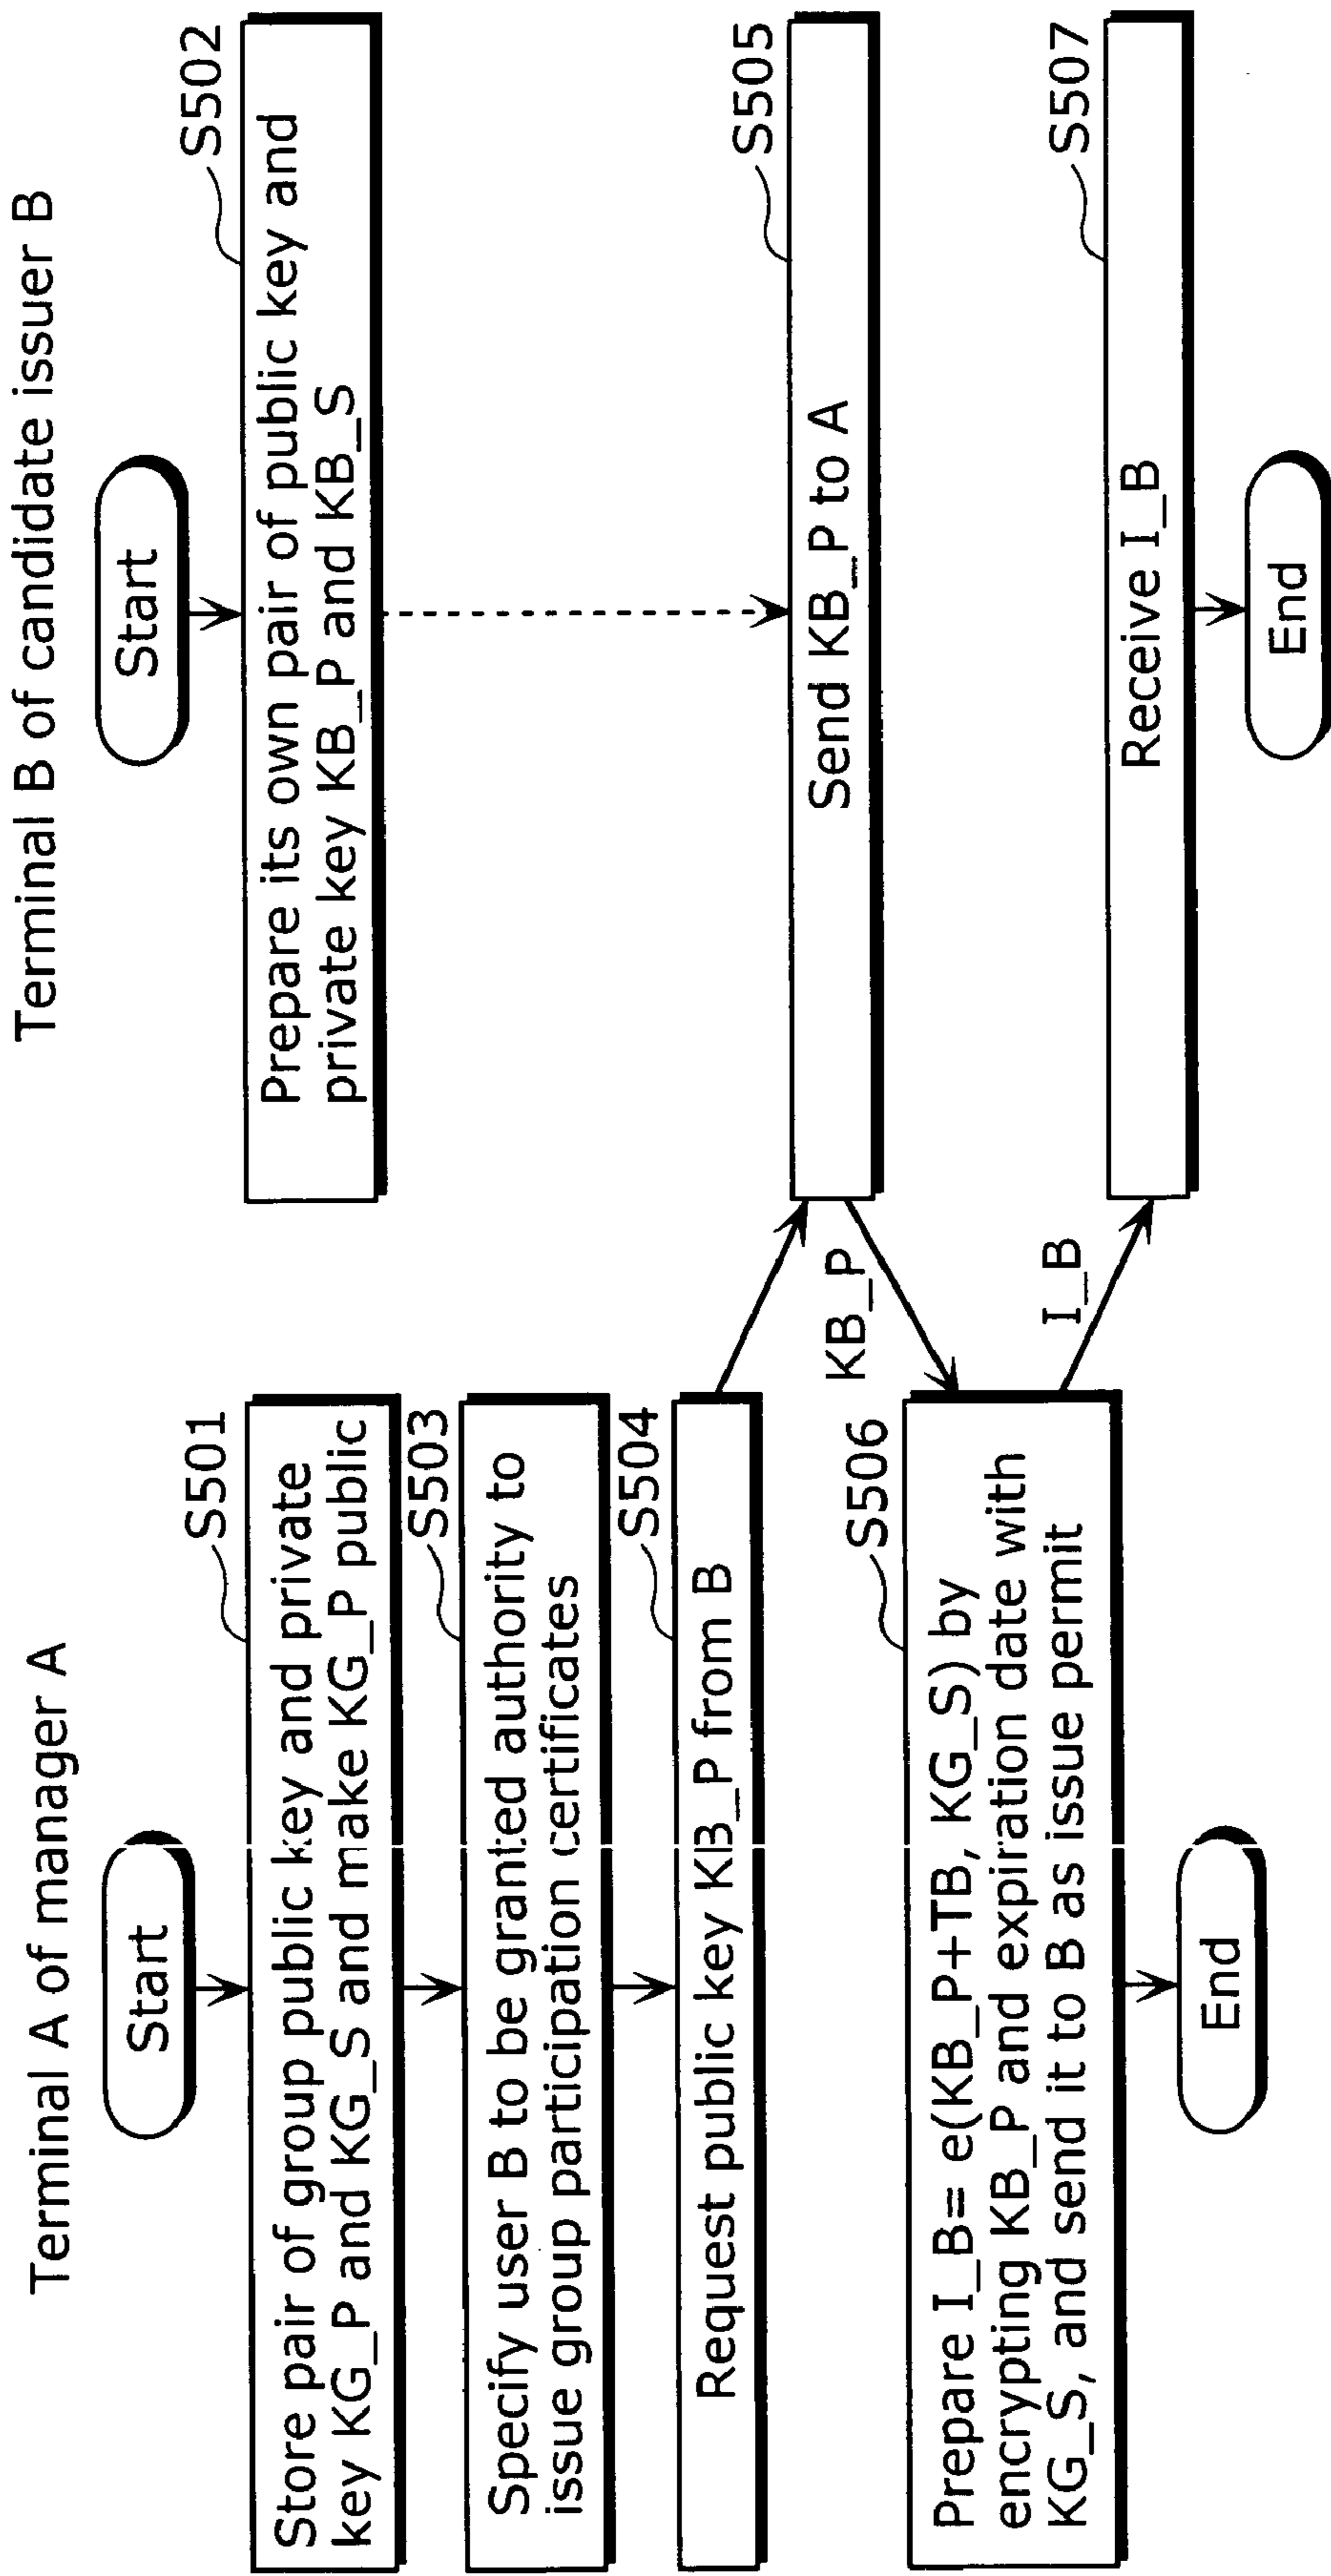 Terminal A of manager A
Start
S501
Store pair of group public key and private
key KG_P and KG_S and make KG_P public
S503
Specify user B to be granted authority to
issue group participation certificates
S504
Request public key KB_P from B
S506
Prepare I_B= e(KB_P+TB, KG_S) by
encrypting KB_P and expiration date with
KG_S, and send it to B as issue permit
End
KB_P
I_B
Terminal B of candidate issuer B
Start
S502
Prepare its own pair of public key and
private key KB_P and KB_S
S505
Send KB_P to A
S507
Receive I_B
End